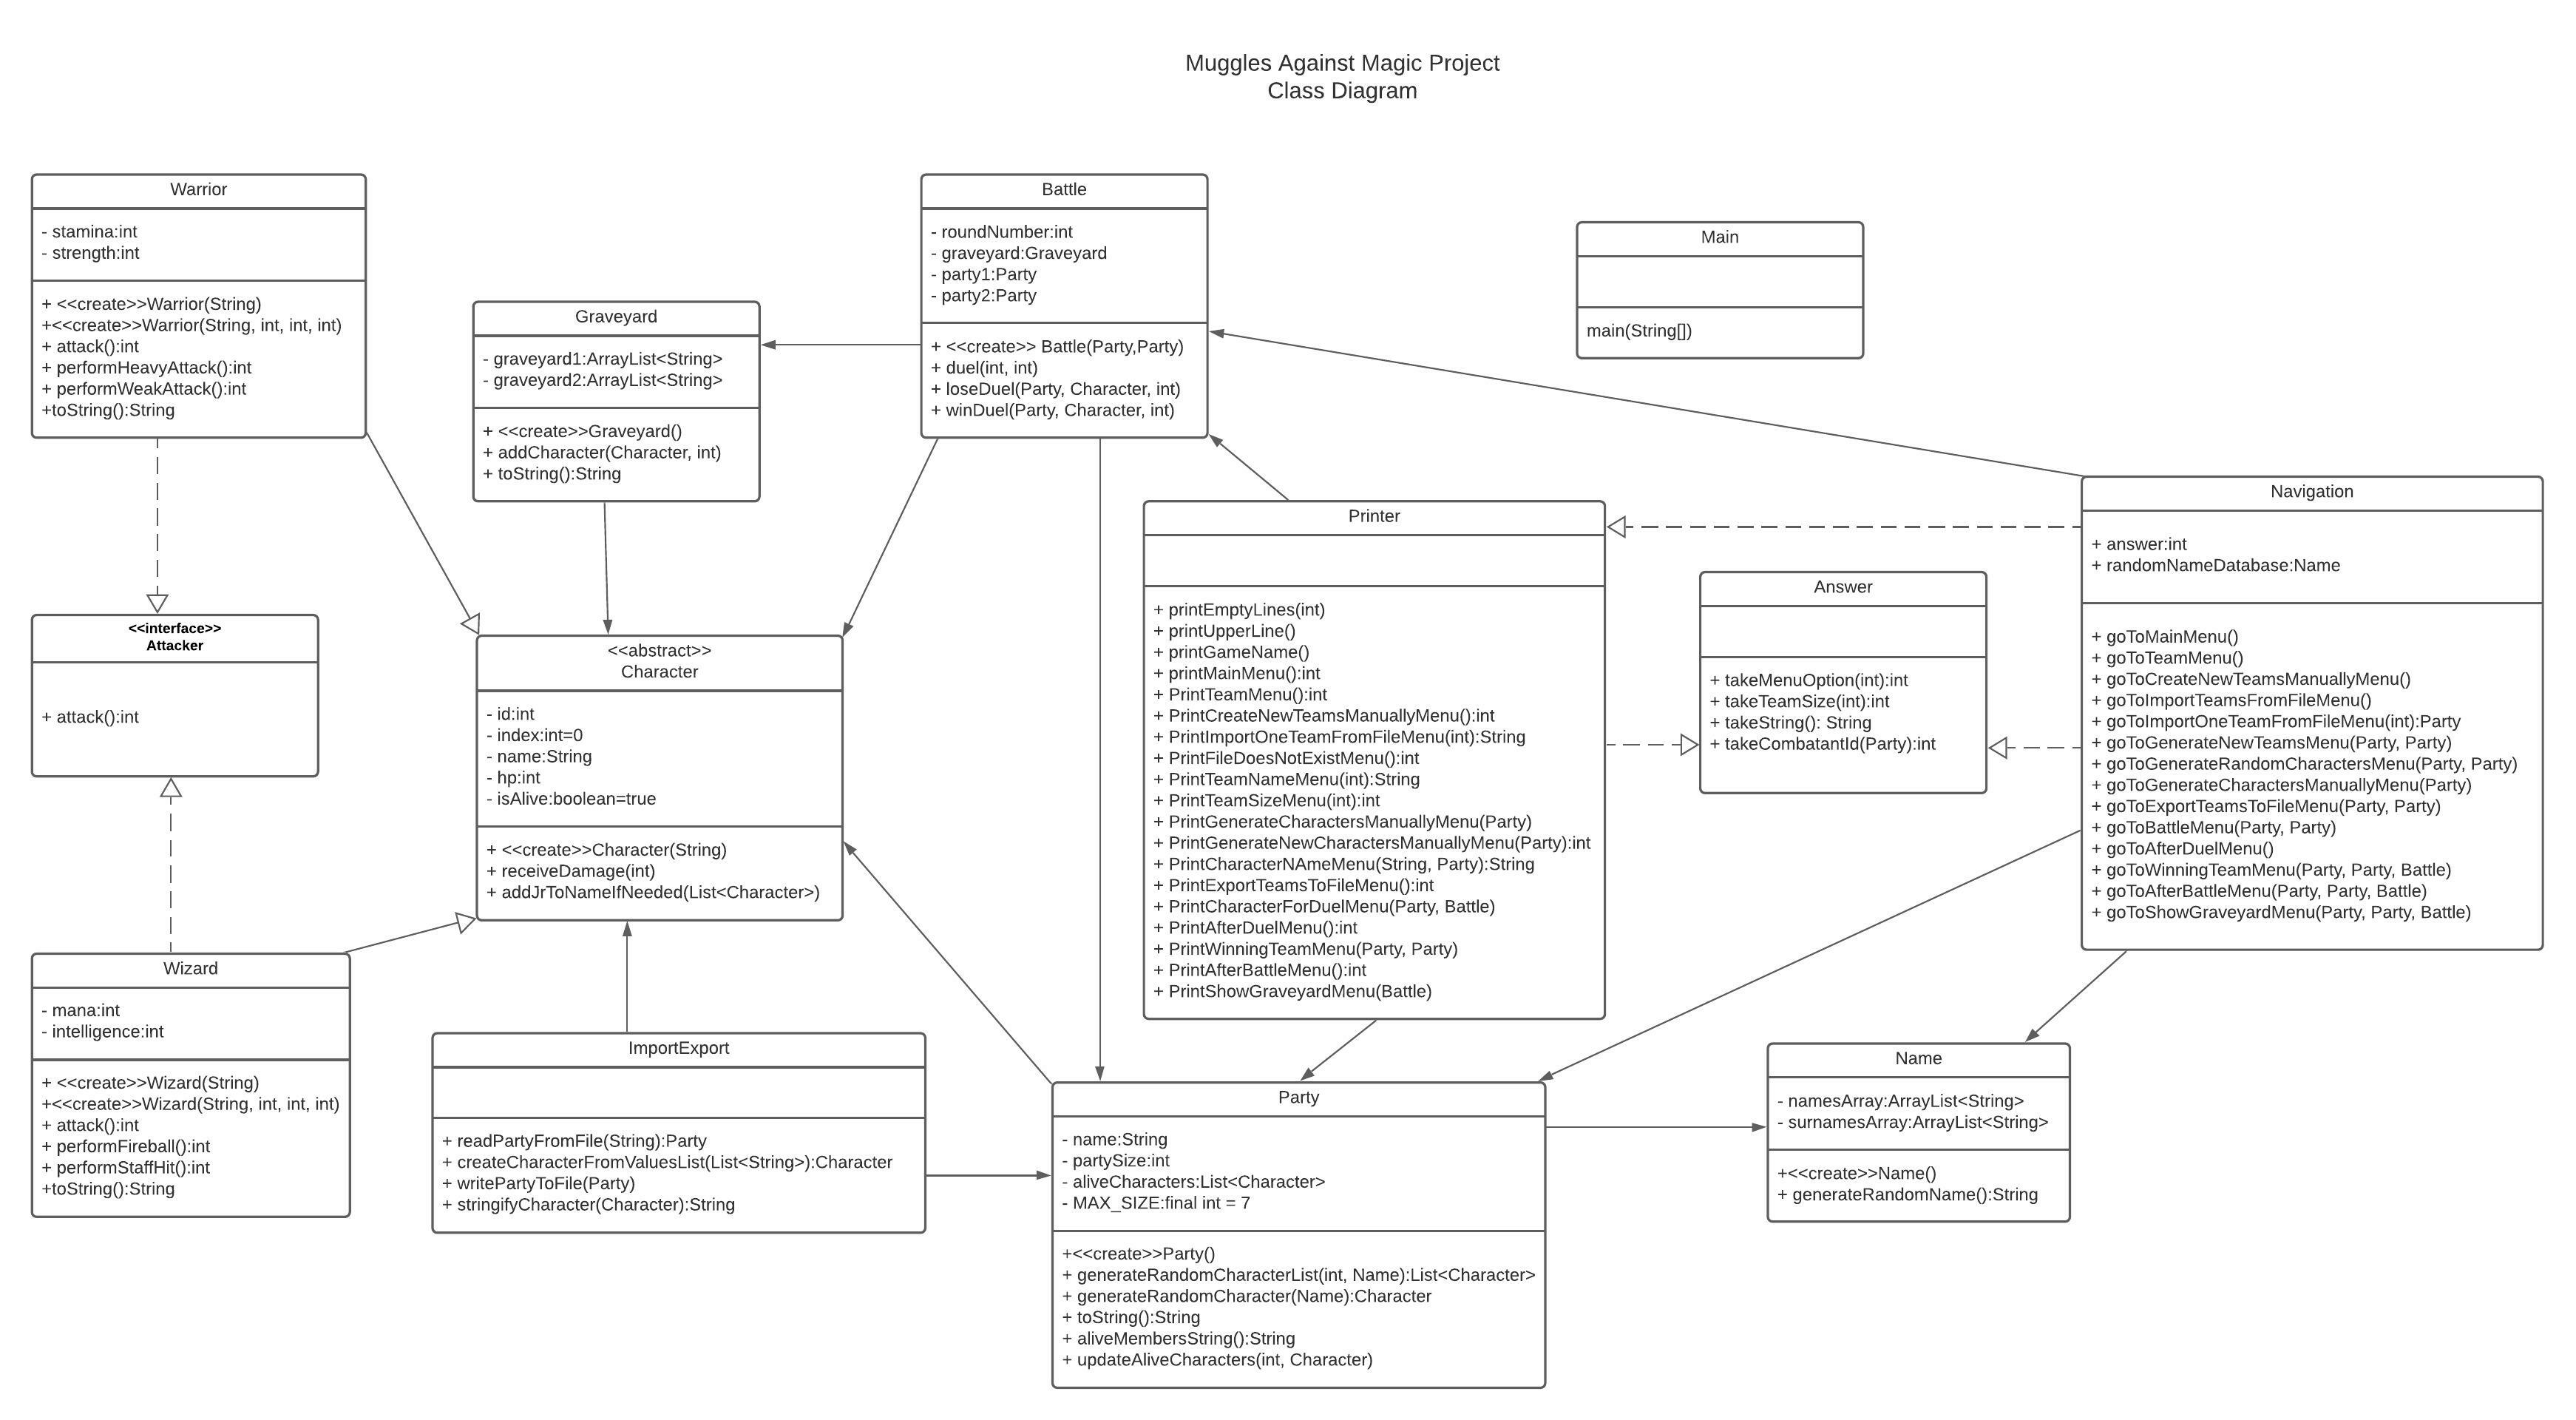 Muggles Against Magic Project
Class Diagram
Warrior
- stamina:int
- strength:int
+ <<create>>Warrior(String)
+<<create>>Warrior(String, int, int, int)
+ attack():int
+ performHeavyAttack():int
+ performWeakAttack():int
+toString():String
Graveyard
- graveyard1:ArrayList<String>
- graveyard2:ArrayList<String>
+ <<create>>Graveyard()
+ addCharacter(Character, int)
+ toString():String
Battle
- roundNumber:int
- graveyard:Graveyard
- party1:Party
- party2:Party
+ <<create>> Battle(Party,Party)
+ duel(int, int)
+ loseDuel(Party, Character, int)
+ winDuel(Party, Character, int)
Main
main(String[])
<<interface>>
Attacker
+ attack():int
<<abstract>>
Character
- id:int
- index:int=0
- name:String
- hp:int
- isAlive:boolean=true
+ <<create>>Character(String)
+ receiveDamage(int)
+ addJrToNameIfNeeded(List<Character>)
Printer
+ printEmptyLines(int)
+ printUpperLine()
+ printGameName()
+ printMainMenu():int
+ PrintTeamMenu():int
+ PrintCreateNewTeamsManuallyMenu():int
+ PrintImportOneTeamFromFileMenu(int):String
+ PrintFileDoesNotExistMenu():int
+ PrintTeamNameMenu(int):String
+ PrintTeamSizeMenu(int):int
+ PrintGenerateCharactersManuallyMenu(Party)
+ PrintGenerateNewCharactersManuallyMenu(Party):int
+ PrintCharacterNAmeMenu(String, Party):String
+ PrintExportTeamsToFileMenu():int
+ PrintCharacterForDuelMenu(Party, Battle)
+ PrintAfterDuelMenu():int
+ PrintWinningTeamMenu(Party, Party)
+ PrintAfterBattleMenu():int
+ PrintShowGraveyardMenu(Battle)
Answer
+ takeMenuOption(int):int
+ takeTeamSize(int):int
+ takeString(): String
+ takeCombatantId(Party):int
Navigation
+ answer:int
+ randomNameDatabase:Name
+ goToMainMenu()
+ goToTeamMenu()
+ goToCreateNewTeamsManuallyMenu()
+ goToImportTeamsFromFileMenu()
+ goToImportOneTeamFromFileMenu(int):Party
+ goToGenerateNewTeamsMenu(Party, Party)
+ goToGenerateRandomCharactersMenu(Party, Party)
+ goToGenerateCharactersManuallyMenu(Party)
+ goToExportTeamsToFileMenu(Party, Party)
+ goToBattleMenu(Party, Party)
+ goToAfterDuelMenu()
+ goToWinningTeamMenu(Party, Party, Battle)
+ goToAfterBattleMenu(Party, Party, Battle)
+ goToShowGraveyardMenu(Party, Party, Battle)
Wizard
- mana:int
- intelligence:int
+ <<create>>Wizard(String)
+<<create>>Wizard(String, int, int, int)
+ attack():int
+ performFireball():int
+ performStaffHit():int
+toString():String
ImportExport
+ readPartyFromFile(String):Party
+ createCharacterFromValuesList(List<String>):Character
+ writePartyToFile(Party)
+ stringifyCharacter(Character):String
Party
- name:String
- partySize:int
- aliveCharacters:List<Character>
- MAX_SIZE:final int = 7
+<<create>>Party()
+ generateRandomCharacterList(int, Name):List<Character>
+ generateRandomCharacter(Name):Character
+ toString():String
+ aliveMembersString():String
+ updateAliveCharacters(int, Character)
Name
- namesArray:ArrayList<String>
- surnamesArray:ArrayList<String>
+<<create>>Name()
+ generateRandomName():String